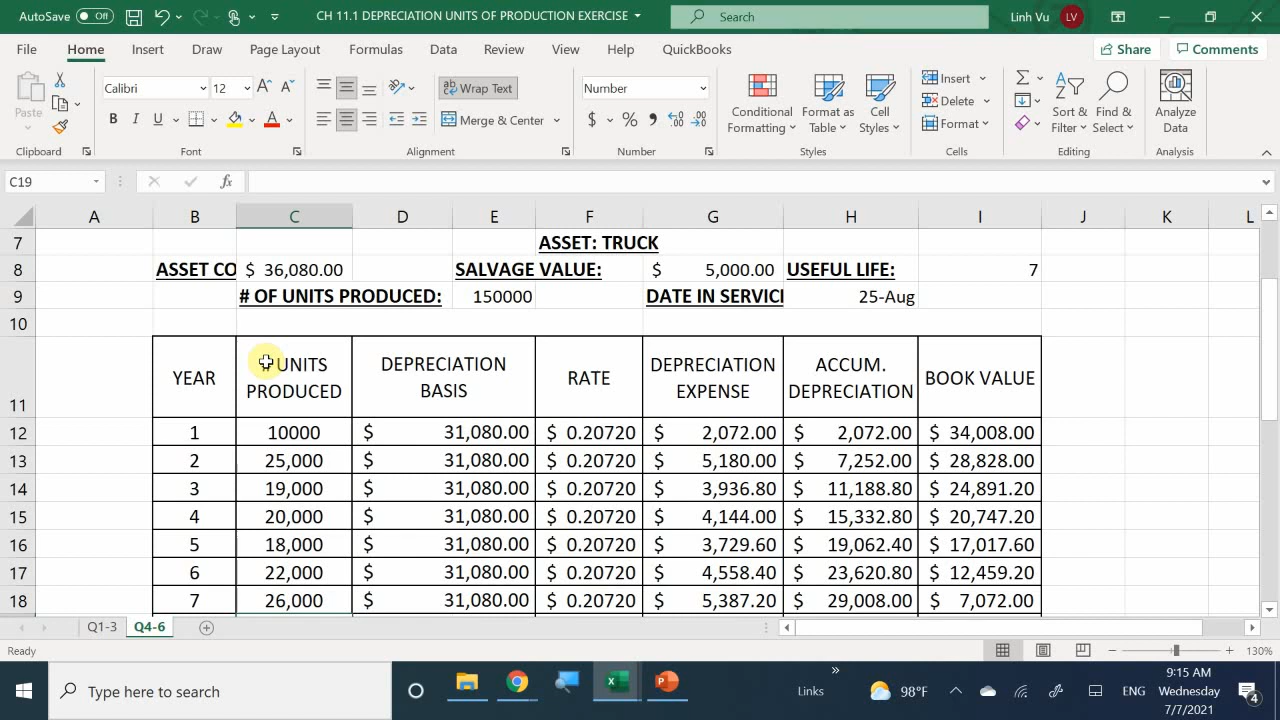 AutoSave Off CH 11.1 DEPRECIATION UNITS OF PRODUCTION EXERCISE Search Linh Vu LV
File Home Insert Draw Page Layout Formulas Data Review View Help QuickBooks Share Comments
Paste Calibri 12 A A Wrap Text Number Conditional Formatting Format as Table Cell Styles Insert Delete Format Sort & Filter Find & Select Analyze Data
B I U A Merge & Center $ % ,
Clipboard Font Alignment Number Styles Cells Editing Analysis
C19 fx
A B C D E F G H I J K L
7 ASSET: TRUCK
8 ASSET CO $ 36,080.00 SALVAGE VALUE: $ 5,000.00 USEFUL LIFE: 7
9 # OF UNITS PRODUCED: 150000 DATE IN SERVICI 25-Aug
10
11 YEAR # UNITS PRODUCED DEPRECIATION BASIS RATE DEPRECIATION EXPENSE ACCUM. DEPRECIATION BOOK VALUE
12 1 10000 $ 31,080.00 $ 0.20720 $ 2,072.00 $ 2,072.00 $ 34,008.00
13 2 25,000 $ 31,080.00 $ 0.20720 $ 5,180.00 $ 7,252.00 $ 28,828.00
14 3 19,000 $ 31,080.00 $ 0.20720 $ 3,936.80 $ 11,188.80 $ 24,891.20
15 4 20,000 $ 31,080.00 $ 0.20720 $ 4,144.00 $ 15,332.80 $ 20,747.20
16 5 18,000 $ 31,080.00 $ 0.20720 $ 3,729.60 $ 19,062.40 $ 17,017.60
17 6 22,000 $ 31,080.00 $ 0.20720 $ 4,558.40 $ 23,620.80 $ 12,459.20
18 7 26,000 $ 31,080.00 $ 0.20720 $ 5,387.20 $ 29,008.00 $ 7,072.00
Q1-3 Q4-6
Ready 130%
Type here to search Links 98°F ENG 9:15 AM Wednesday 7/7/2021 4